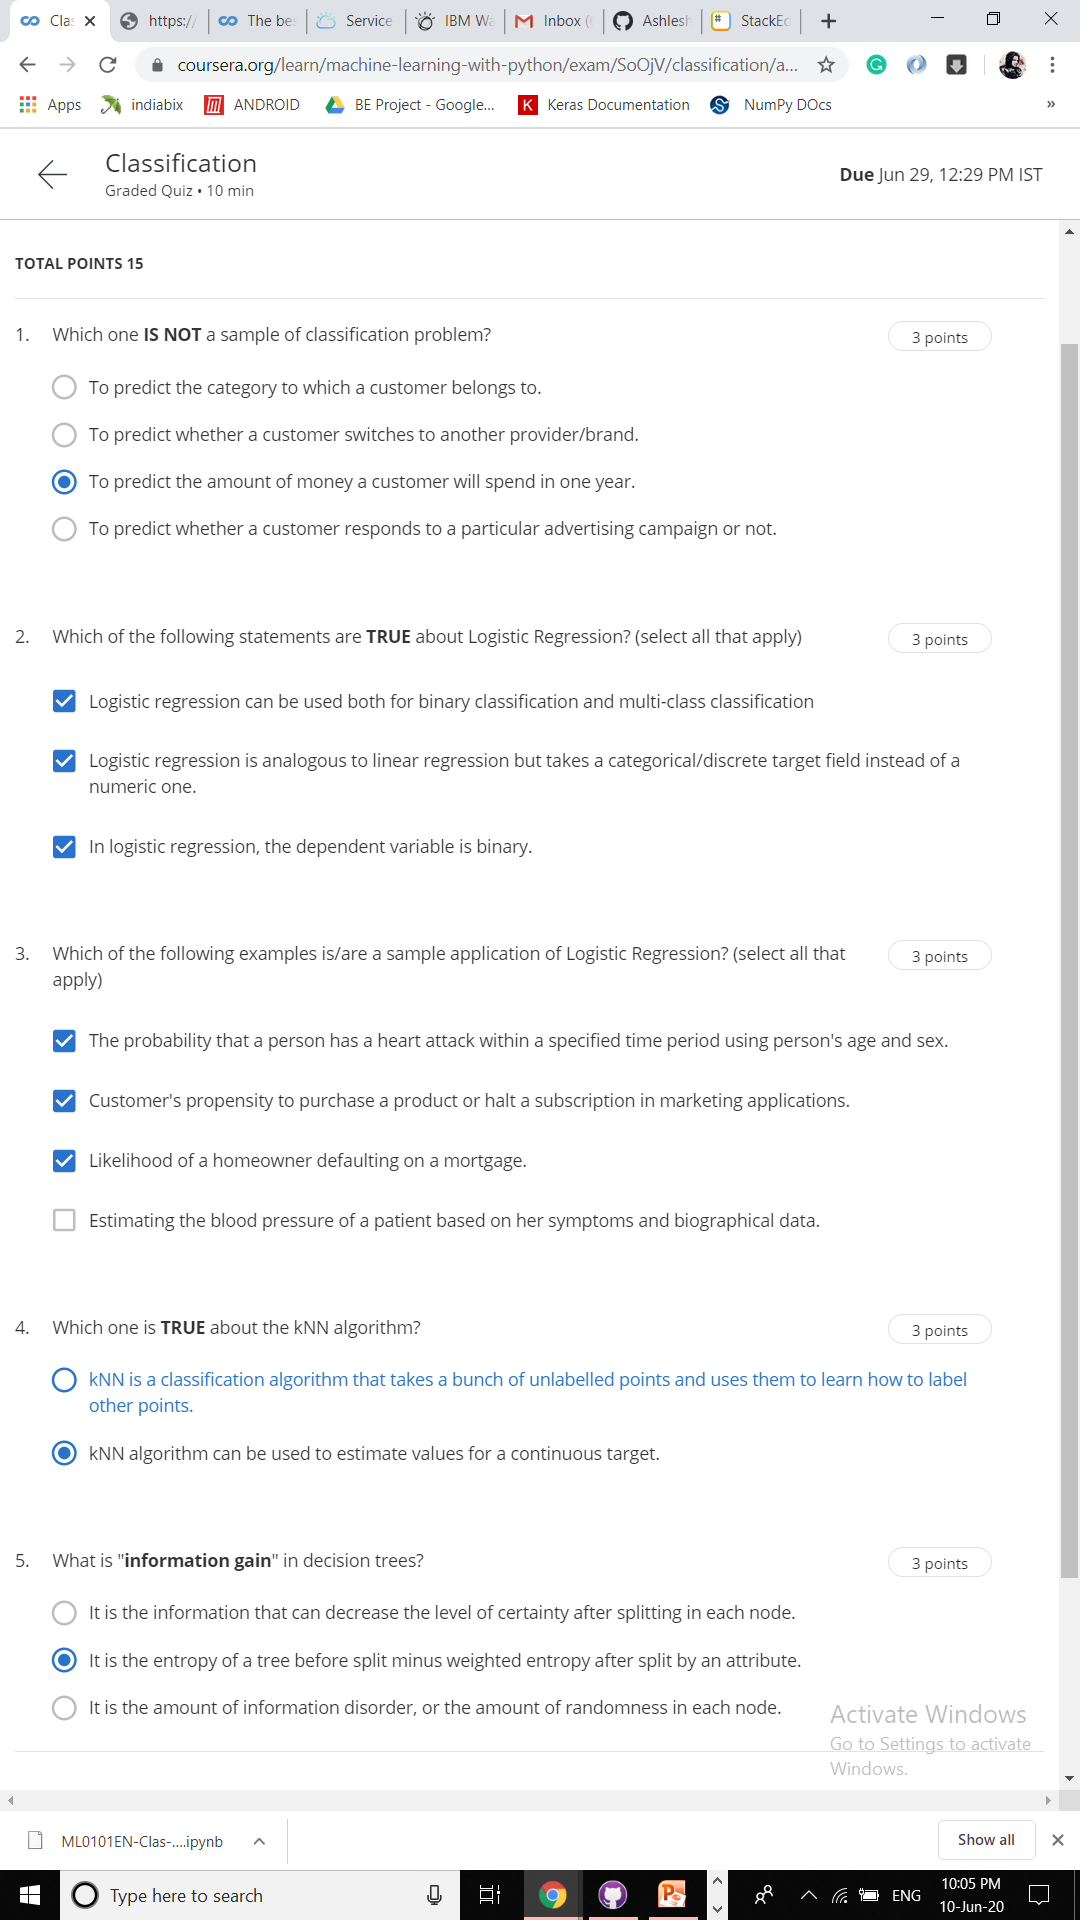 Clas
https://
The bes
Service
IBM Wa
Inbox (
Ashlesh
StackEd
coursera.org/learn/machine-learning-with-python/exam/SoOjV/classification/a...
Apps
indiabix
ANDROID
BE Project - Google...
Keras Documentation
NumPy DOcs
»
Classification
Graded Quiz • 10 min
Due Jun 29, 12:29 PM IST
TOTAL POINTS 15
1. Which one IS NOT a sample of classification problem?
3 points
To predict the category to which a customer belongs to.
To predict whether a customer switches to another provider/brand.
To predict the amount of money a customer will spend in one year.
To predict whether a customer responds to a particular advertising campaign or not.
2. Which of the following statements are TRUE about Logistic Regression? (select all that apply)
3 points
Logistic regression can be used both for binary classification and multi-class classification
Logistic regression is analogous to linear regression but takes a categorical/discrete target field instead of a
numeric one.
In logistic regression, the dependent variable is binary.
3. Which of the following examples is/are a sample application of Logistic Regression? (select all that
apply)
3 points
The probability that a person has a heart attack within a specified time period using person's age and sex.
Customer's propensity to purchase a product or halt a subscription in marketing applications.
Likelihood of a homeowner defaulting on a mortgage.
Estimating the blood pressure of a patient based on her symptoms and biographical data.
4. Which one is TRUE about the kNN algorithm?
3 points
kNN is a classification algorithm that takes a bunch of unlabelled points and uses them to learn how to label
other points.
kNN algorithm can be used to estimate values for a continuous target.
5. What is "information gain" in decision trees?
3 points
It is the information that can decrease the level of certainty after splitting in each node.
It is the entropy of a tree before split minus weighted entropy after split by an attribute.
It is the amount of information disorder, or the amount of randomness in each node.
Activate Windows
Go to Settings to activate
Windows.
ML0101EN-Clas-....ipynb
Show all
Type here to search
ENG
10:05 PM
10-Jun-20